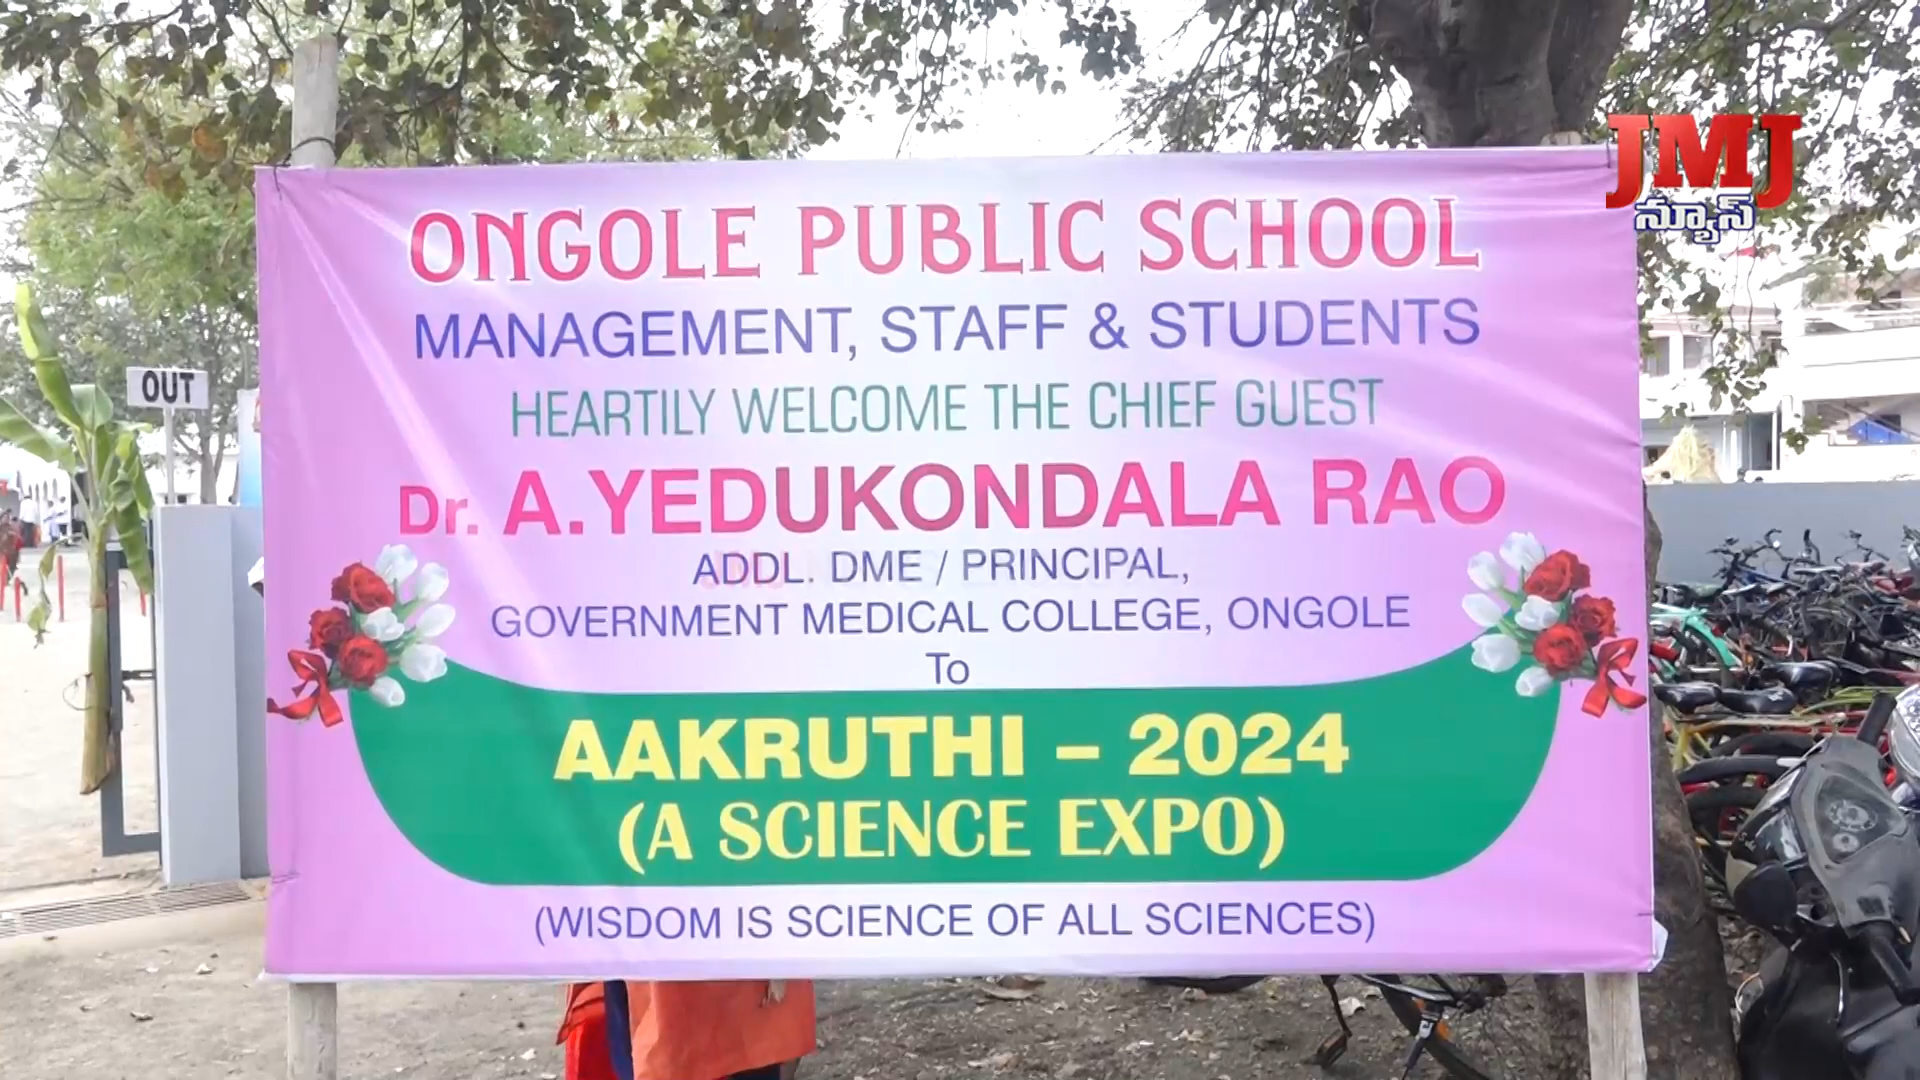 JMJ
న్యూస్
OUT
ONGOLE PUBLIC SCHOOL
MANAGEMENT, STAFF & STUDENTS
HEARTILY WELCOME THE CHIEF GUEST
Dr. A.YEDUKONDALA RAO
ADDL. DME / PRINCIPAL,
GOVERNMENT MEDICAL COLLEGE, ONGOLE
To
AAKRUTHI – 2024
(A SCIENCE EXPO)
(WISDOM IS SCIENCE OF ALL SCIENCES)